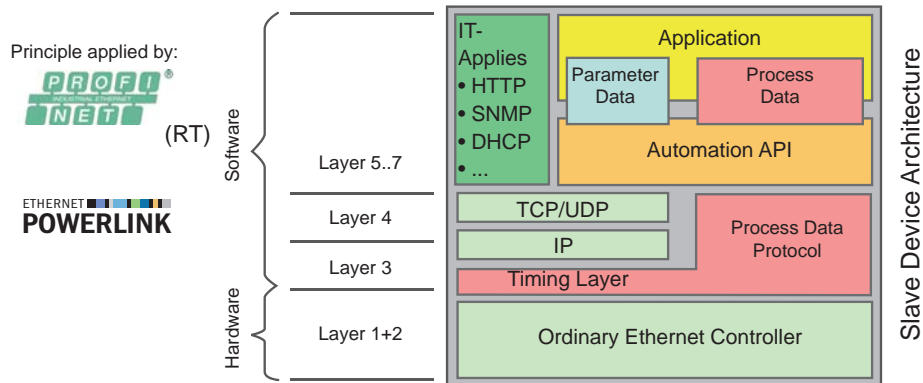 Principle applied by:
PROFI
INDUSTRIAL ETHERNET
NET
®
(RT)
ETHERNET
POWERLINK
Software
Hardware
Layer 5..7
Layer 4
Layer 3
Layer 1+2
IT-
Applies
• HTTP
• SNMP
• DHCP
• ...
Application
Parameter
Data
Process
Data
Automation API
TCP/UDP
IP
Timing Layer
Process Data
Protocol
Ordinary Ethernet Controller
Slave Device Architecture